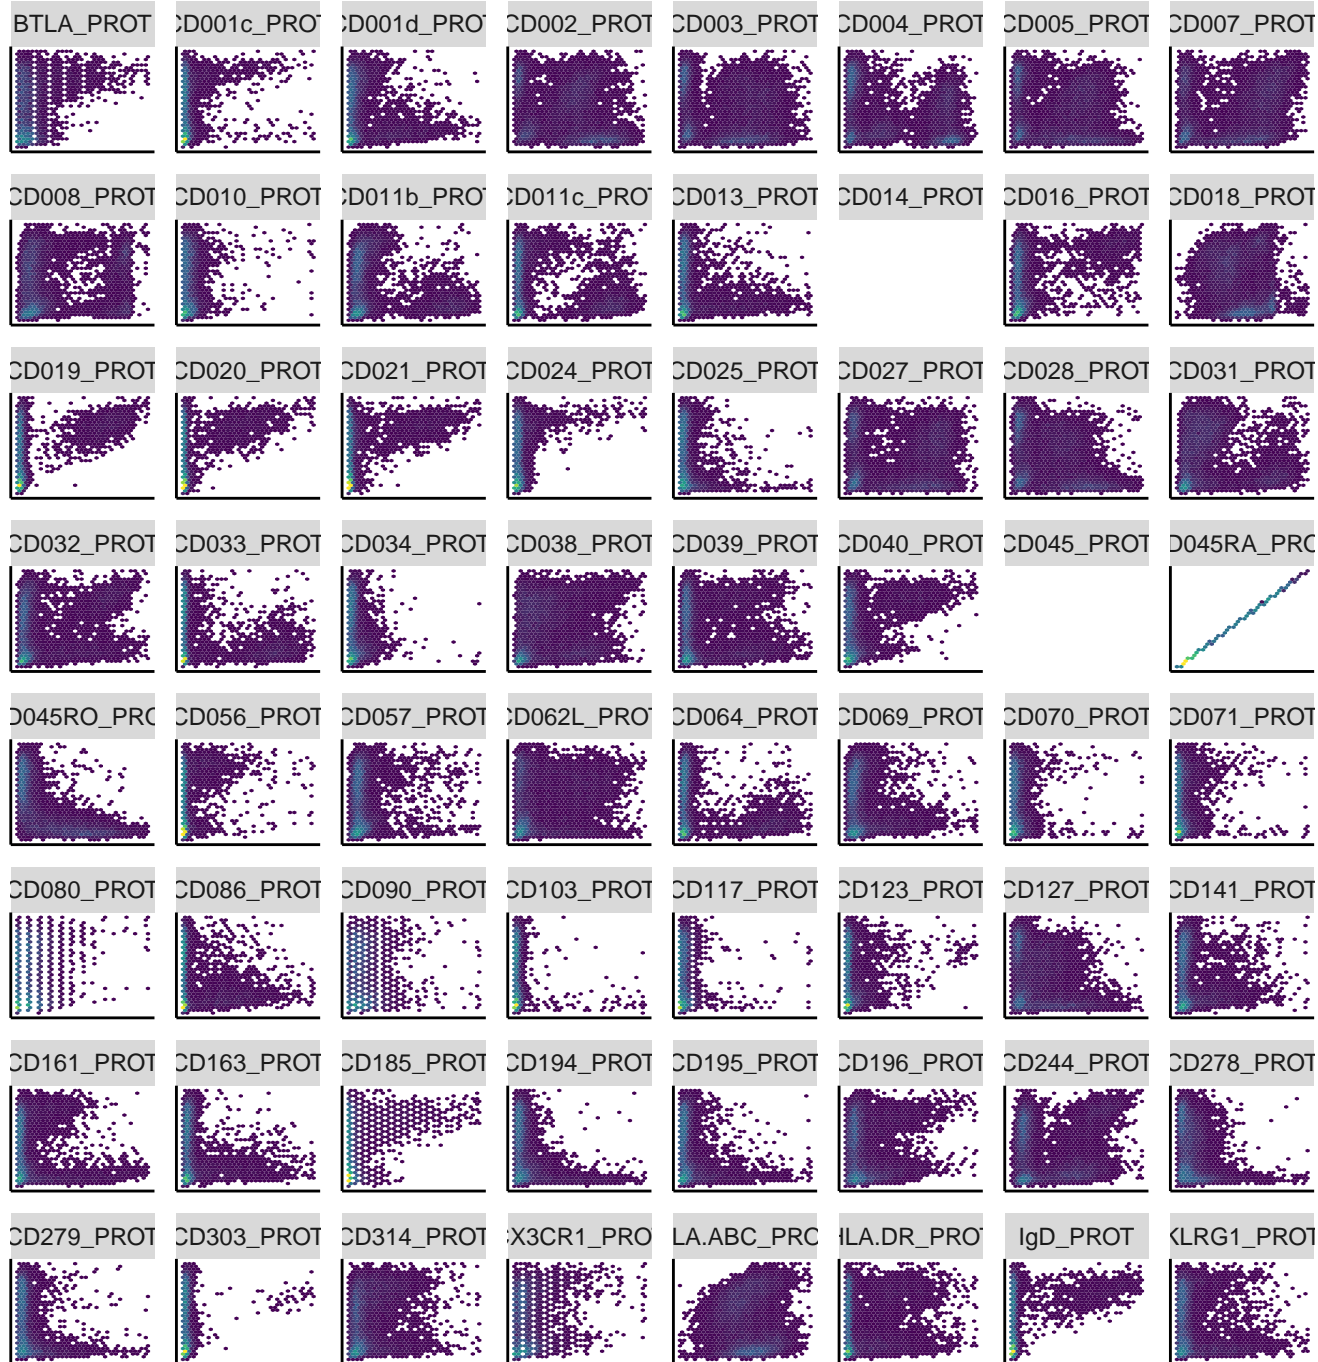 BTLA_PROT CD001c_PROT CD001d_PROT CD002_PROT CD003_PROT CD004_PROT CD005_PROT CD007_PROT
CD008_PROT CD010_PROT CD011b_PROT CD011c_PROT CD013_PROT CD014_PROT CD016_PROT CD018_PROT
CD019_PROT CD020_PROT CD021_PROT CD024_PROT CD025_PROT CD027_PROT CD028_PROT CD031_PROT
CD032_PROT CD033_PROT CD034_PROT CD038_PROT CD039_PROT CD040_PROT CD045_PROT D045RA_PRO
D045RO_PRO CD056_PROT CD057_PROT CD062L_PROT CD064_PROT CD069_PROT CD070_PROT CD071_PROT
CD080_PROT CD086_PROT CD090_PROT CD103_PROT CD117_PROT CD123_PROT CD127_PROT CD141_PROT
CD161_PROT CD163_PROT CD185_PROT CD194_PROT CD195_PROT CD196_PROT CD244_PROT CD278_PROT
CD279_PROT CD303_PROT CD314_PROT CX3CR1_PROT LA.ABC_PRO HLA.DR_PROT IgD_PROT KLRG1_PROT